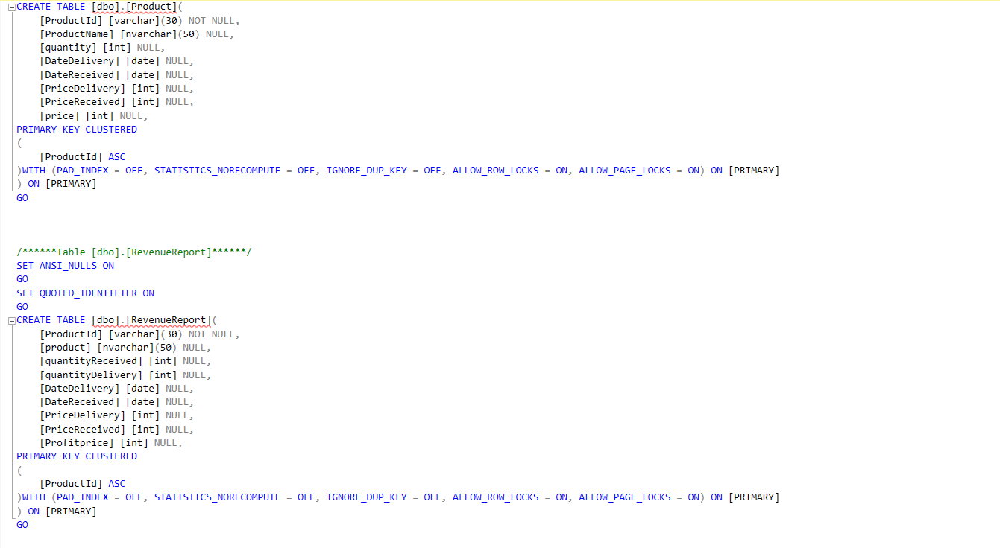 CREATE TABLE [dbo].[Product](
    [ProductId] [varchar](30) NOT NULL,
    [ProductName] [nvarchar](50) NULL,
    [quantity] [int] NULL,
    [DateDelivery] [date] NULL,
    [DateReceived] [date] NULL,
    [PriceDelivery] [int] NULL,
    [PriceReceived] [int] NULL,
    [price] [int] NULL,
PRIMARY KEY CLUSTERED
(
    [ProductId] ASC
)WITH (PAD_INDEX = OFF, STATISTICS_NORECOMPUTE = OFF, IGNORE_DUP_KEY = OFF, ALLOW_ROW_LOCKS = ON, ALLOW_PAGE_LOCKS = ON) ON [PRIMARY]
) ON [PRIMARY]
GO
/******Table [dbo].[RevenueReport]******/
SET ANSI_NULLS ON
GO
SET QUOTED_IDENTIFIER ON
GO
CREATE TABLE [dbo].[RevenueReport](
    [ProductId] [varchar](30) NOT NULL,
    [product] [nvarchar](50) NULL,
    [quantityReceived] [int] NULL,
    [quantityDelivery] [int] NULL,
    [DateDelivery] [date] NULL,
    [DateReceived] [date] NULL,
    [PriceDelivery] [int] NULL,
    [PriceReceived] [int] NULL,
    [Profitprice] [int] NULL,
PRIMARY KEY CLUSTERED
(
    [ProductId] ASC
)WITH (PAD_INDEX = OFF, STATISTICS_NORECOMPUTE = OFF, IGNORE_DUP_KEY = OFF, ALLOW_ROW_LOCKS = ON, ALLOW_PAGE_LOCKS = ON) ON [PRIMARY]
) ON [PRIMARY]
GO